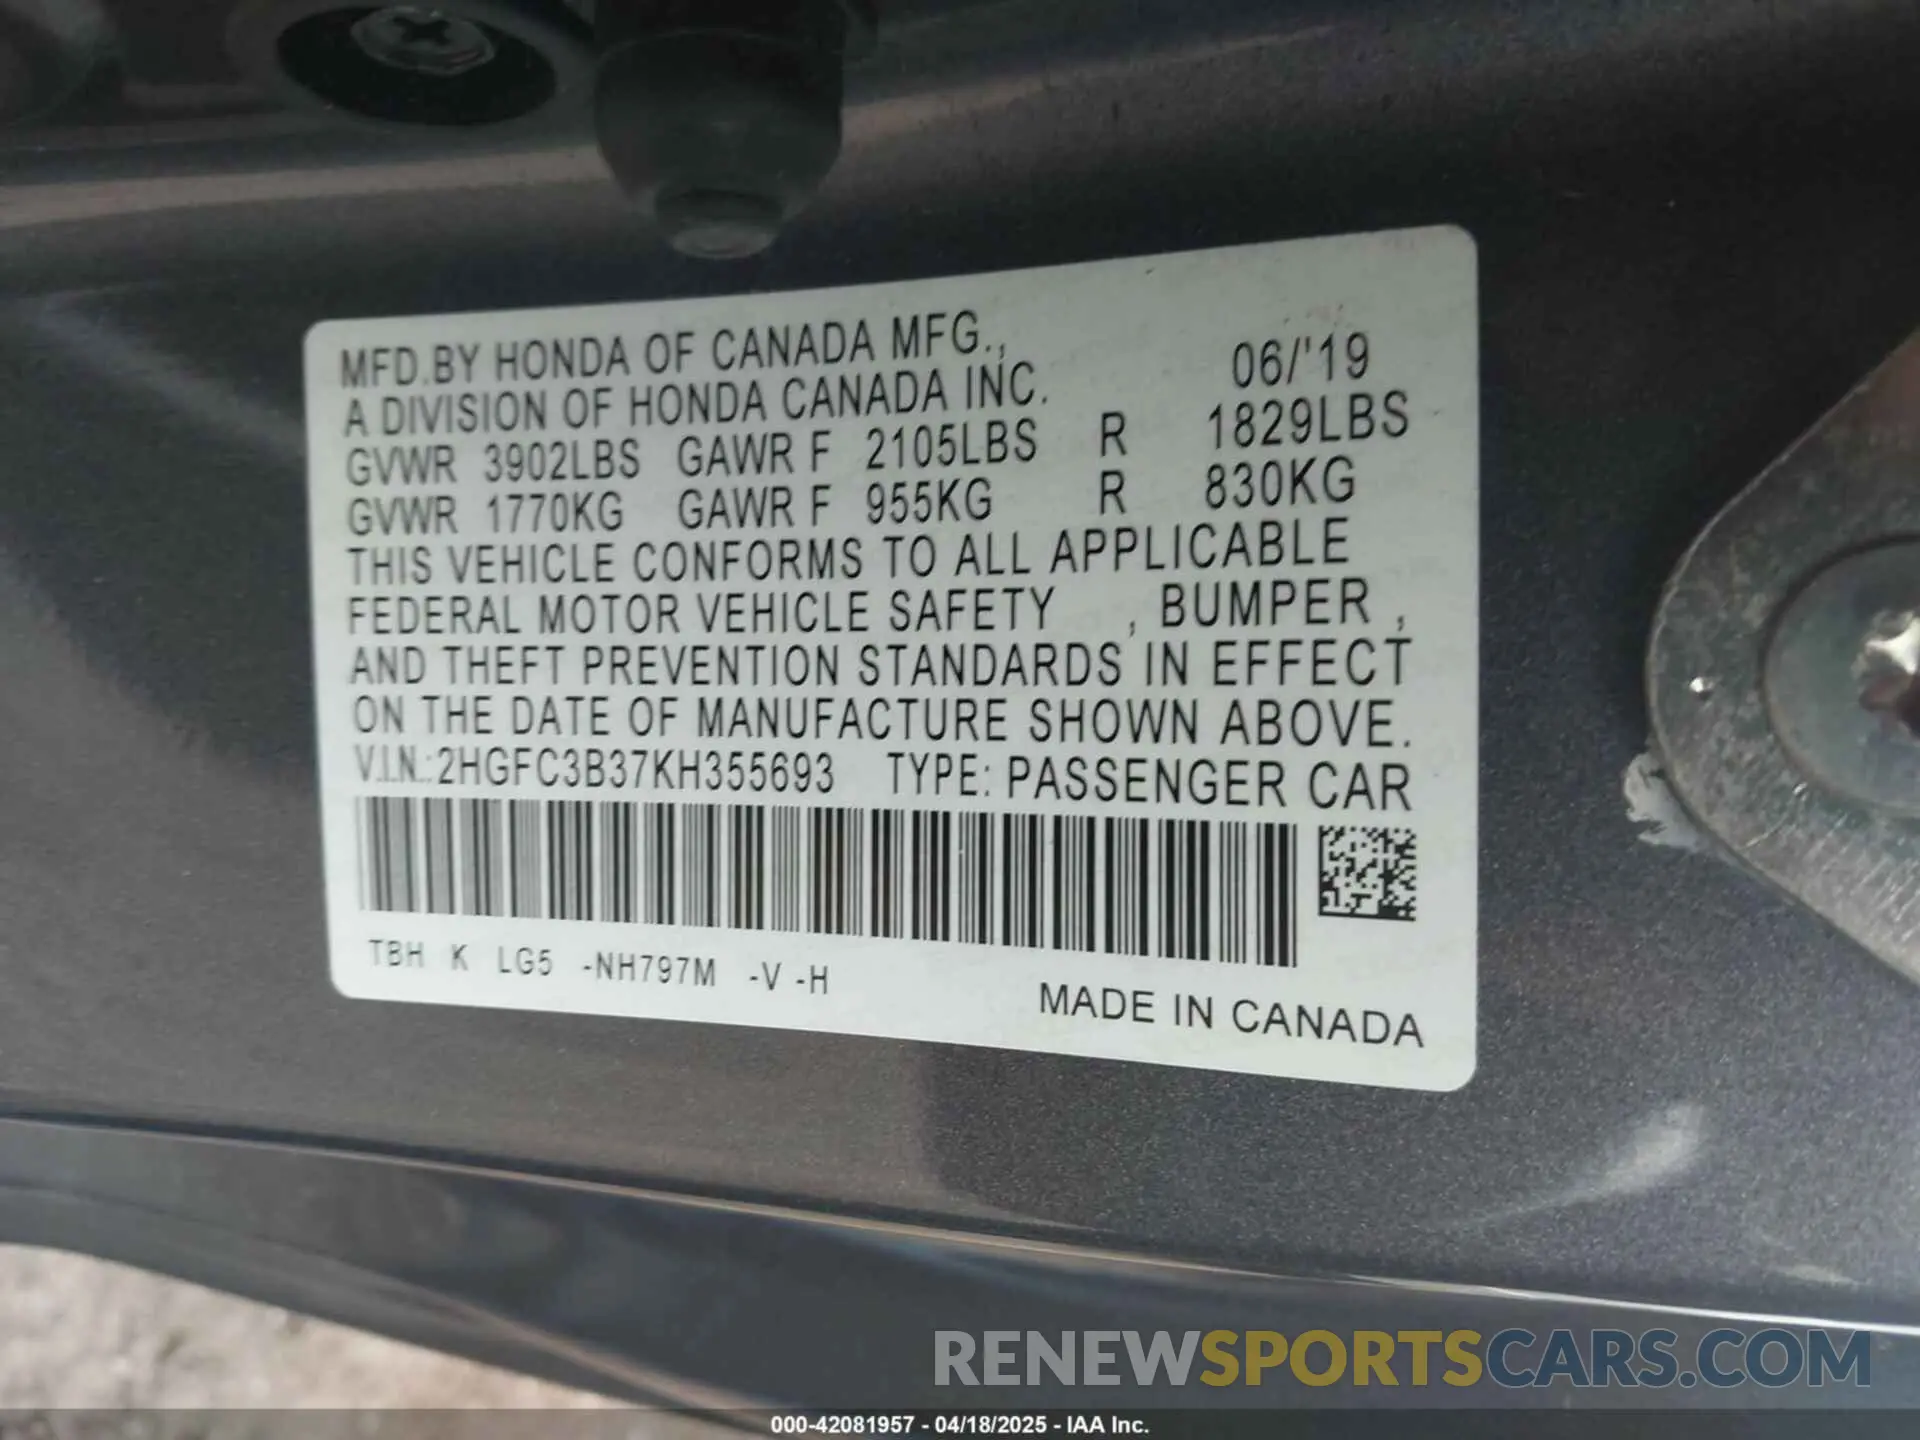 MFD.BY HONDA OF CANADA MFG.,
A DIVISION OF HONDA CANADA INC. 06/'19
GVWR 3902LBS GAWR F 2105LBS R 1829LBS
GVWR 1770KG GAWR F 955KG R 830KG
THIS VEHICLE CONFORMS TO ALL APPLICABLE
FEDERAL MOTOR VEHICLE SAFETY , BUMPER ,
AND THEFT PREVENTION STANDARDS IN EFFECT
ON THE DATE OF MANUFACTURE SHOWN ABOVE.
V.I.N.:2HGFC3B37KH355693 TYPE: PASSENGER CAR
TBH K LG5 -NH797M -V -H
MADE IN CANADA
RENEWSPORTSCARS.COM
000-42081957 - 04/18/2025 - IAA Inc.